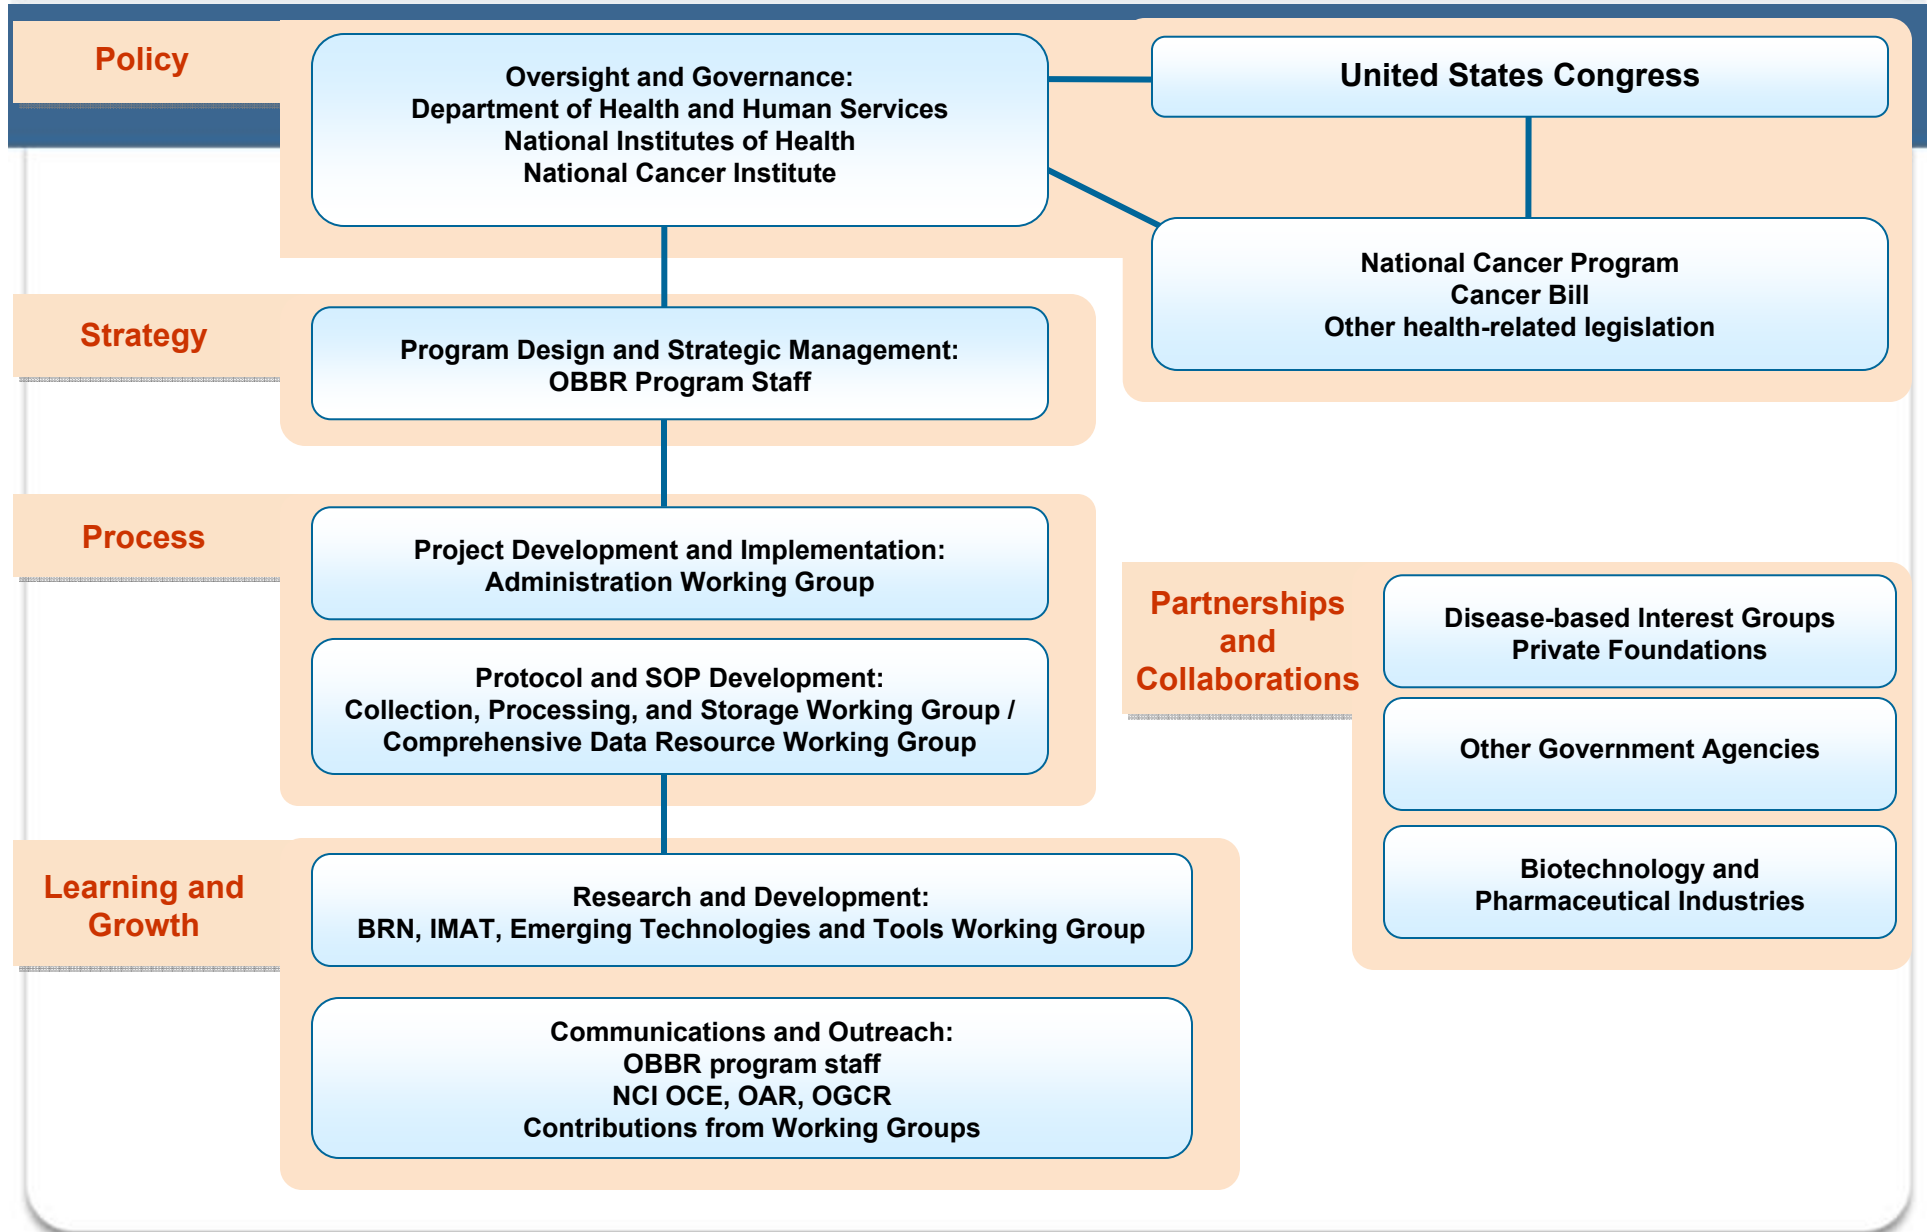 Policy
Oversight and Governance:
Department of Health and Human Services
National Institutes of Health
National Cancer Institute
United States Congress
National Cancer Program
Cancer Bill
Other health-related legislation
Strategy
Program Design and Strategic Management:
OBBR Program Staff
Process
Project Development and Implementation:
Administration Working Group
Protocol and SOP Development:
Collection, Processing, and Storage Working Group /
Comprehensive Data Resource Working Group
Partnerships
and
Collaborations
Disease-based Interest Groups
Private Foundations
Other Government Agencies
Biotechnology and
Pharmaceutical Industries
Learning and
Growth
Research and Development:
BRN, IMAT, Emerging Technologies and Tools Working Group
Communications and Outreach:
OBBR program staff
NCI OCE, OAR, OGCR
Contributions from Working Groups